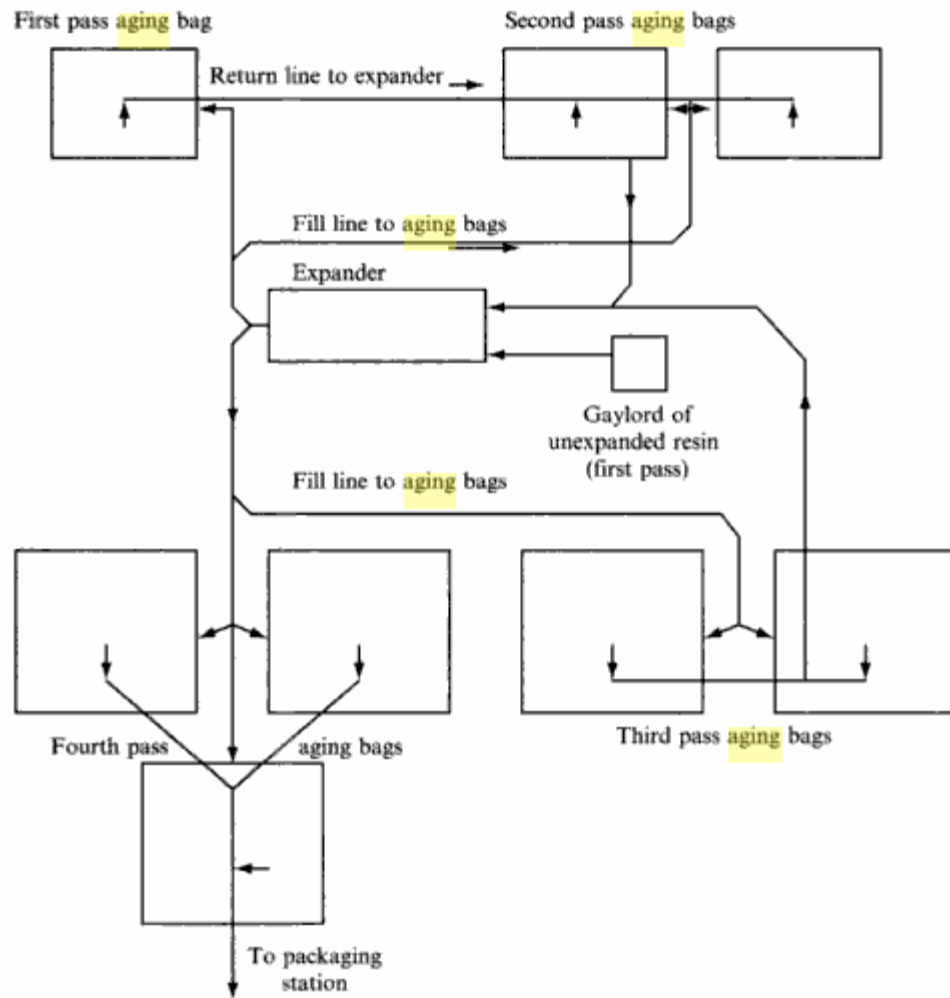 First pass aging bag
Second pass aging bags
Return line to expander
Fill line to aging bags
Expander
Gaylord of
unexpanded resin
(first pass)
Fill line to aging bags
Fourth pass
aging bags
Third pass aging bags
To packaging
station